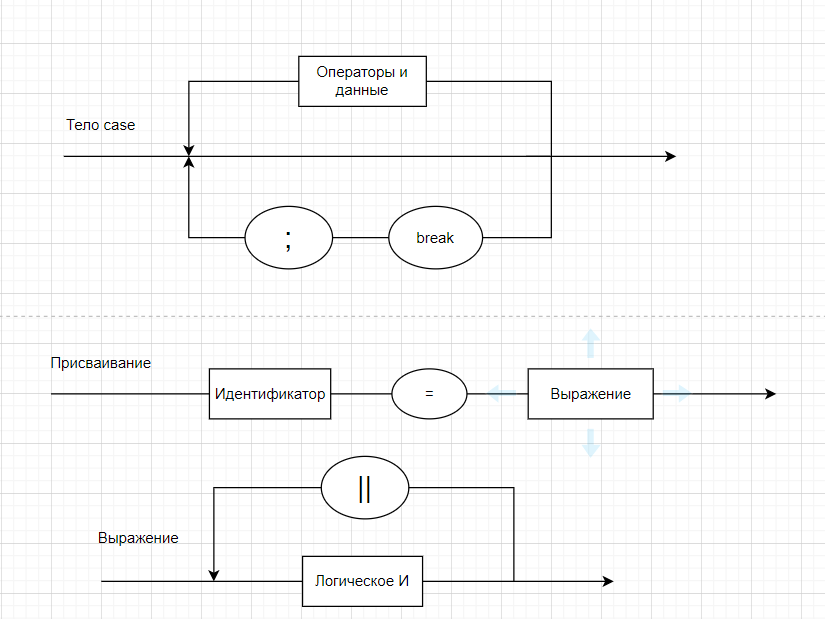 Операторы и
данные
Тело case
;
break
Присваивание
Идентификатор
=
Выражение
||
Выражение
Логическое И